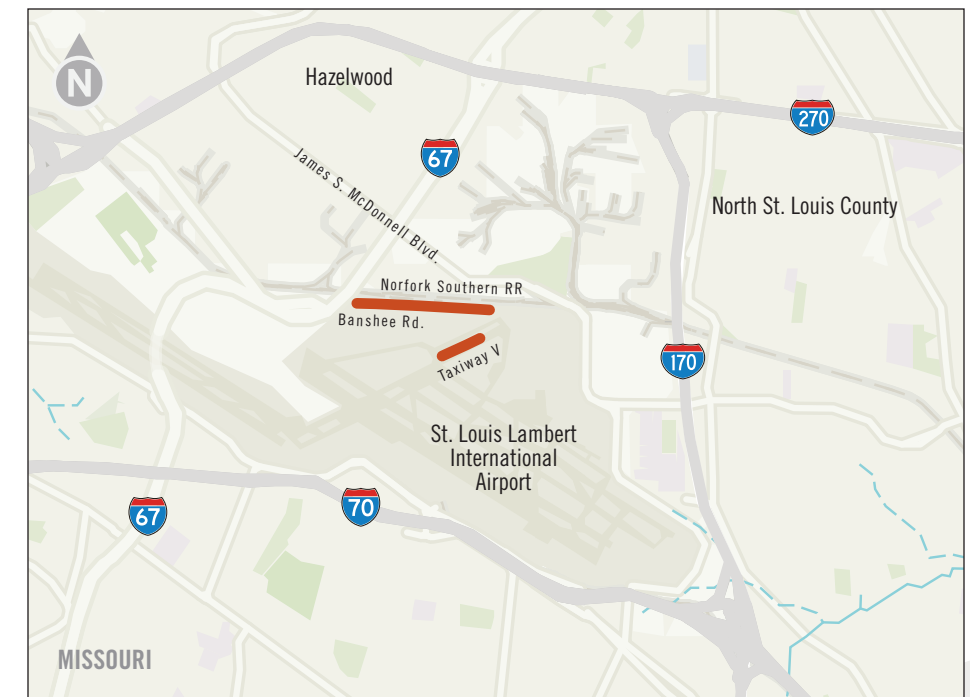 N
Hazelwood
270
67
James S. McDonnell Blvd.
North St. Louis County
Norfork Southern RR
Banshee Rd.
Taxiway V
170
St. Louis Lambert
International
Airport
67
70
MISSOURI